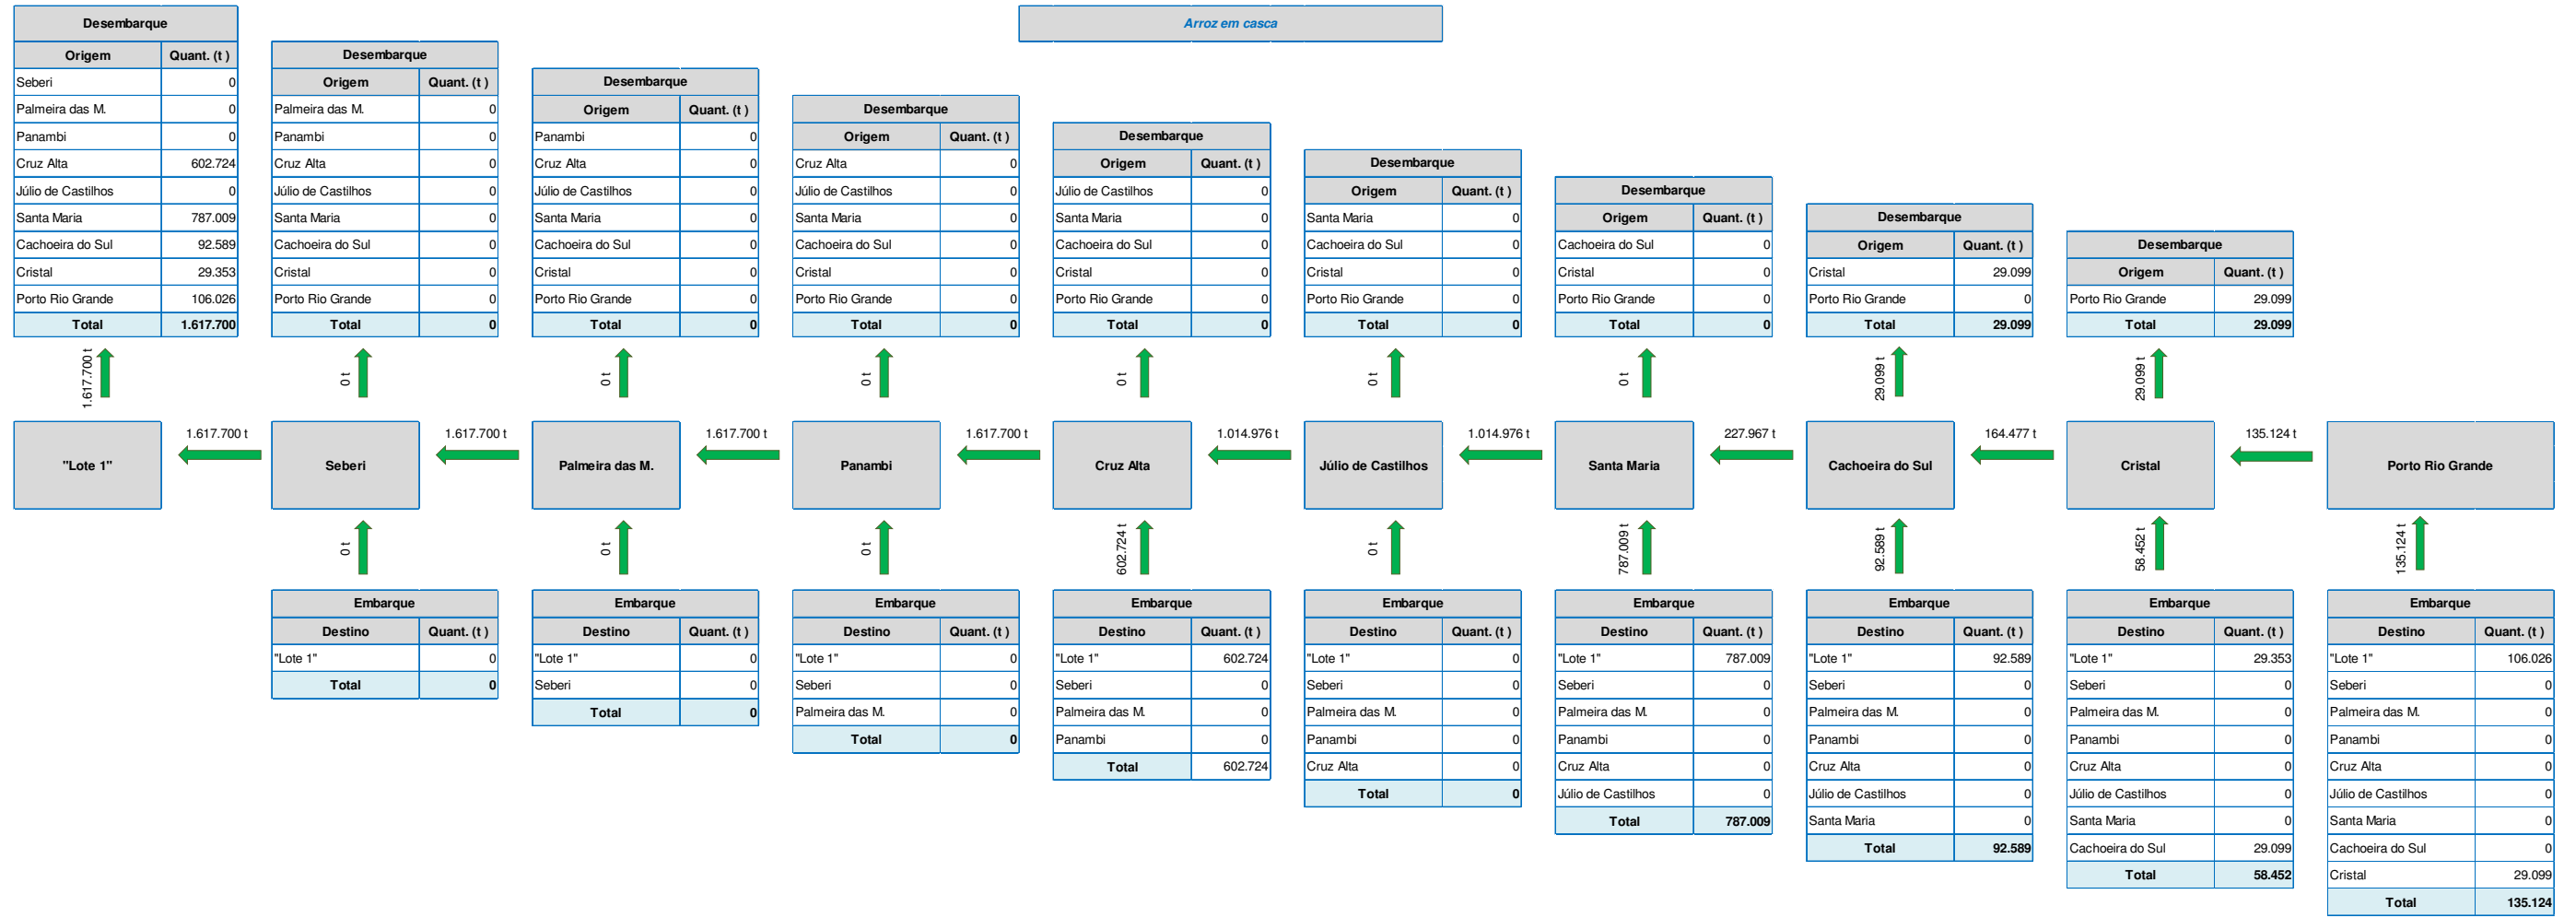 Arroz em casca
Desembarque
Origem Quant. (t )
Seberi 0
Palmeira das M. 0
Panambi 0
Cruz Alta 602.724
Júlio de Castilhos 0
Santa Maria 787.009
Cachoeira do Sul 92.589
Cristal 29.353
Porto Rio Grande 106.026
Total 1.617.700
Desembarque
Origem Quant. (t )
Palmeira das M. 0
Panambi 0
Cruz Alta 0
Júlio de Castilhos 0
Santa Maria 0
Cachoeira do Sul 0
Cristal 0
Porto Rio Grande 0
Total 0
Desembarque
Origem Quant. (t )
Panambi 0
Cruz Alta 0
Júlio de Castilhos 0
Santa Maria 0
Cachoeira do Sul 0
Cristal 0
Porto Rio Grande 0
Total 0
Desembarque
Origem Quant. (t )
Cruz Alta 0
Júlio de Castilhos 0
Santa Maria 0
Cachoeira do Sul 0
Cristal 0
Porto Rio Grande 0
Total 0
Desembarque
Origem Quant. (t )
Júlio de Castilhos 0
Santa Maria 0
Cachoeira do Sul 0
Cristal 0
Porto Rio Grande 0
Total 0
Desembarque
Origem Quant. (t )
Santa Maria 0
Cachoeira do Sul 0
Cristal 0
Porto Rio Grande 0
Total 0
Desembarque
Origem Quant. (t )
Cachoeira do Sul 0
Cristal 0
Porto Rio Grande 0
Total 0
Desembarque
Origem Quant. (t )
Cristal 29.099
Porto Rio Grande 0
Total 29.099
Desembarque
Origem Quant. (t )
Porto Rio Grande 29.099
Total 29.099
1.617.700 t
0 t
0 t
0 t
0 t
0 t
0 t
29.099 t
29.099 t
"Lote 1"
1.617.700 t
Seberi
1.617.700 t
Palmeira das M.
1.617.700 t
Panambi
1.617.700 t
Cruz Alta
1.014.976 t
Júlio de Castilhos
1.014.976 t
Santa Maria
227.967 t
Cachoeira do Sul
164.477 t
Cristal
135.124 t
Porto Rio Grande
0 t
0 t
0 t
602.724 t
0 t
787.009 t
92.589 t
58.452 t
135.124 t
Embarque
Destino Quant. (t )
"Lote 1" 0
Total 0
Embarque
Destino Quant. (t )
"Lote 1" 0
Seberi 0
Total 0
Embarque
Destino Quant. (t )
"Lote 1" 0
Seberi 0
Palmeira das M. 0
Total 0
Embarque
Destino Quant. (t )
"Lote 1" 602.724
Seberi 0
Palmeira das M. 0
Panambi 0
Total 602.724
Embarque
Destino Quant. (t )
"Lote 1" 0
Seberi 0
Palmeira das M. 0
Panambi 0
Cruz Alta 0
Total 0
Embarque
Destino Quant. (t )
"Lote 1" 787.009
Seberi 0
Palmeira das M. 0
Panambi 0
Cruz Alta 0
Júlio de Castilhos 0
Total 787.009
Embarque
Destino Quant. (t )
"Lote 1" 92.589
Seberi 0
Palmeira das M. 0
Panambi 0
Cruz Alta 0
Júlio de Castilhos 0
Santa Maria 0
Total 92.589
Embarque
Destino Quant. (t )
"Lote 1" 29.353
Seberi 0
Palmeira das M. 0
Panambi 0
Cruz Alta 0
Júlio de Castilhos 0
Santa Maria 0
Cachoeira do Sul 29.099
Total 58.452
Embarque
Destino Quant. (t )
"Lote 1" 106.026
Seberi 0
Palmeira das M. 0
Panambi 0
Cruz Alta 0
Júlio de Castilhos 0
Santa Maria 0
Cachoeira do Sul 0
Cristal 29.099
Total 135.124